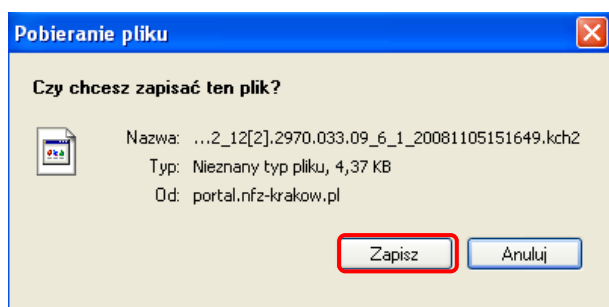 Pobieranie pliku
Czy chcesz zapisać ten plik?
Nazwa: ...2_12[2].2970.033.09_6_1_20081105151649.kch2
Typ: Nieznany typ pliku, 4,37 KB
Od: portal.nfz-krakow.pl
Zapisz Anuluj